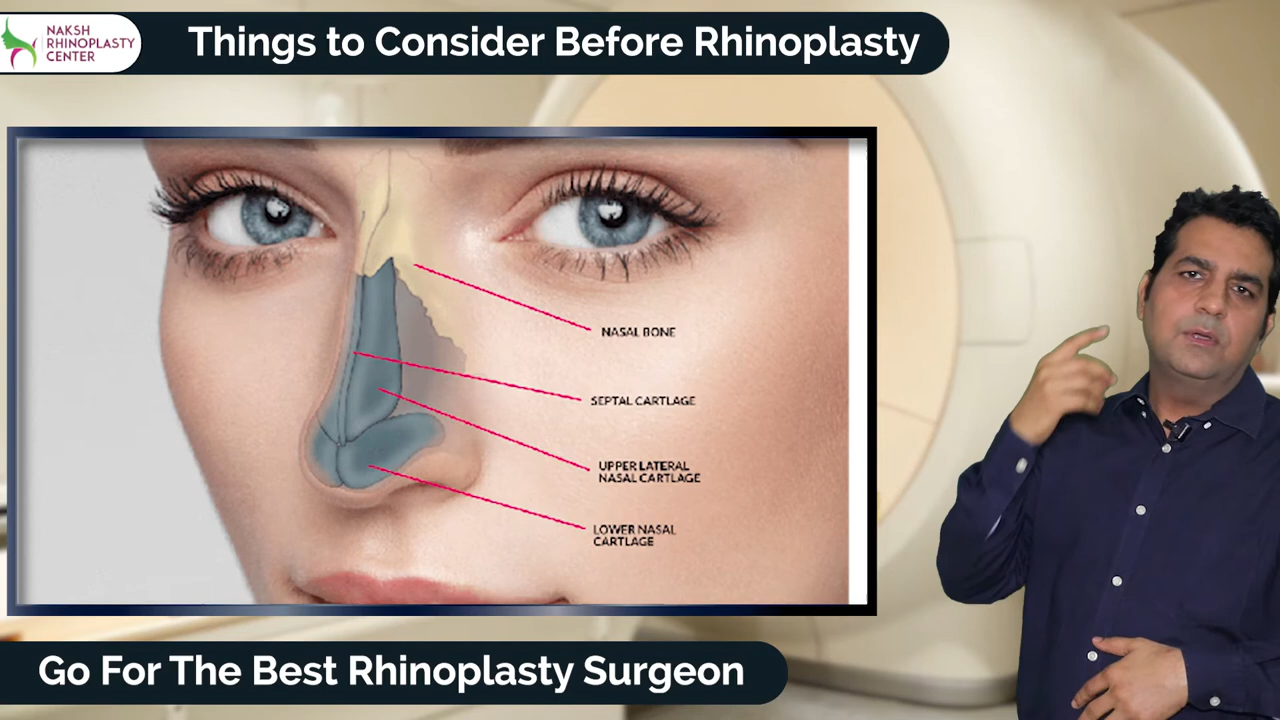 NAKSH
RHINOPLASTY
CENTER
Things to Consider Before Rhinoplasty
NASAL BONE
SEPTAL CARTLAGE
UPPER LATERAL
NASAL CARTLAGE
LOWER NASAL
CARTLAGE
Go For The Best Rhinoplasty Surgeon